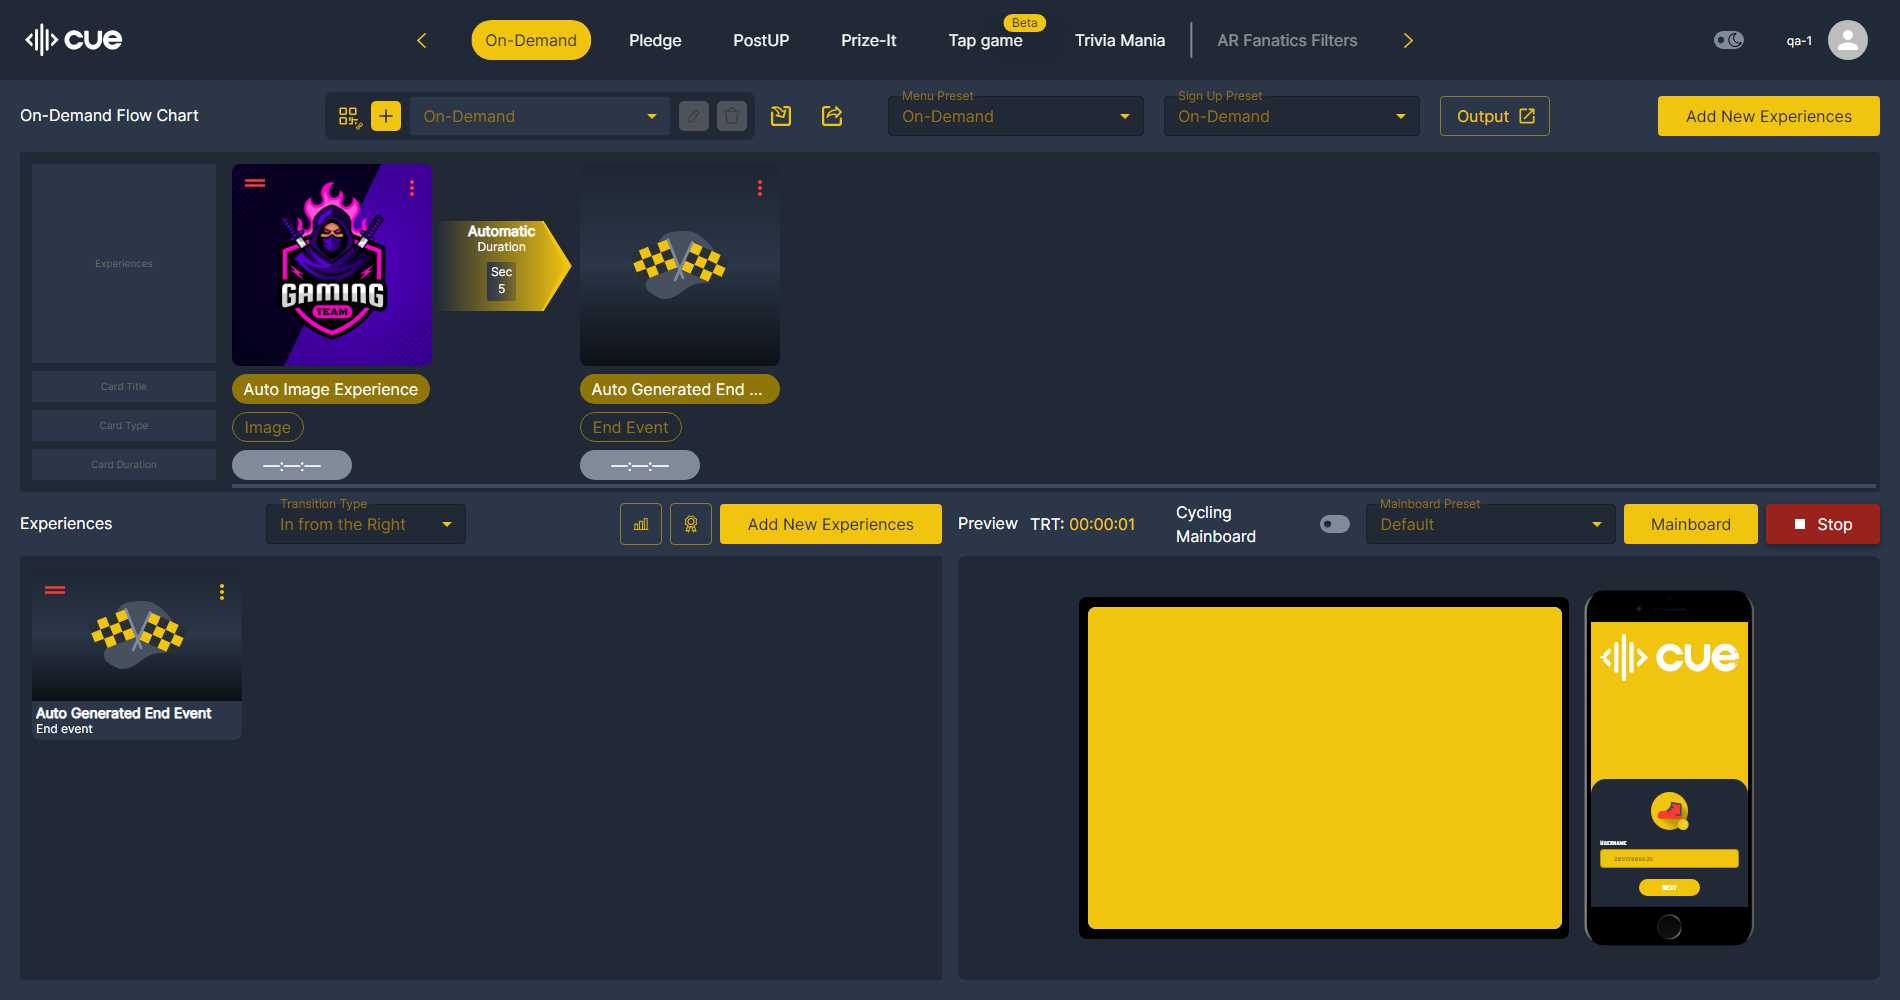 cue
On-Demand
Pledge
PostUP
Prize-It
Beta
Tap game
Trivia Mania
AR Fanatics Filters
qa-1
On-Demand Flow Chart
On-Demand
Menu Preset
On-Demand
Sign Up Preset
On-Demand
Output
Add New Experiences
Experiences
Card Title
Card Type
Card Duration
GAMING
TEAM
Automatic
Duration
Sec
5
Auto Image Experience
Image
—:—:—
Auto Generated End ...
End Event
—:—:—
Experiences
Transition Type
In from the Right
Add New Experiences
Preview
TRT: 00:00:01
Cycling
Mainboard
Mainboard Preset
Default
Mainboard
Stop
Auto Generated End Event
End event
cue
USERNAME
NEXT